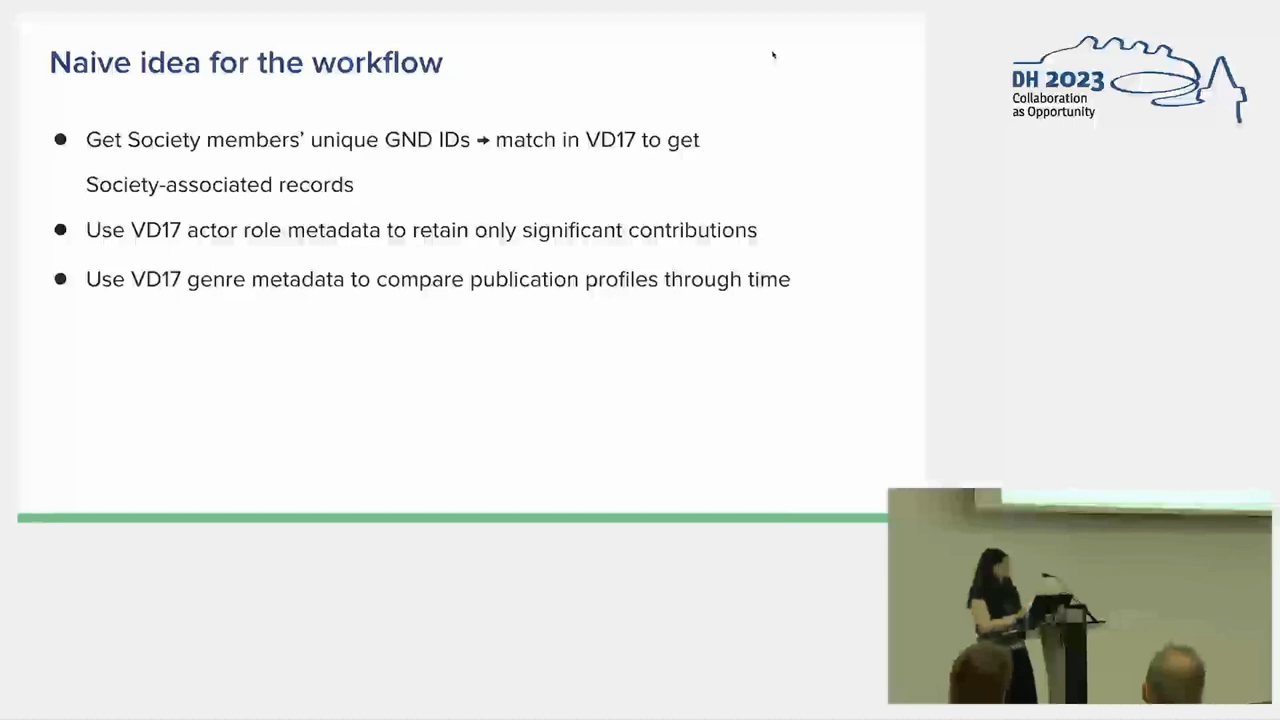 Naive idea for the workflow
● Get Society members’ unique GND IDs → match in VD17 to get
Society-associated records
● Use VD17 actor role metadata to retain only significant contributions
● Use VD17 genre metadata to compare publication profiles through time
DH 2023
Collaboration
as Opportunity